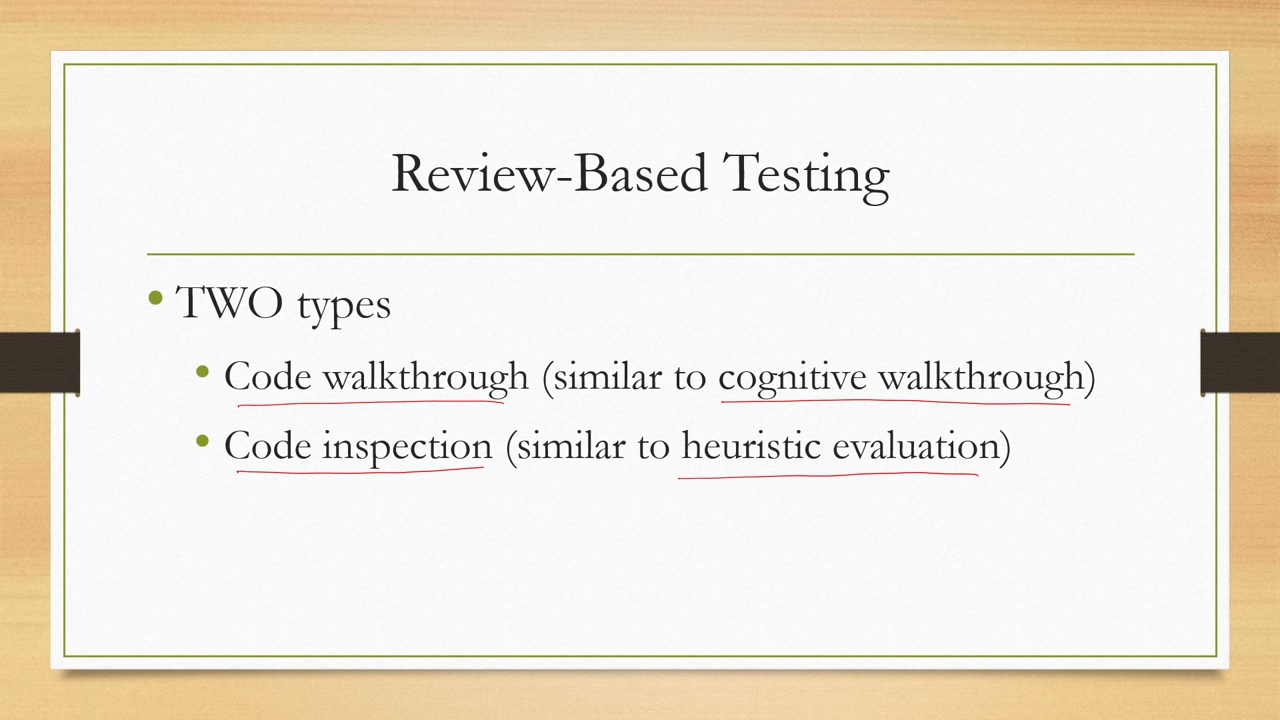 Review-Based Testing
• TWO types
• Code walkthrough (similar to cognitive walkthrough)
• Code inspection (similar to heuristic evaluation)